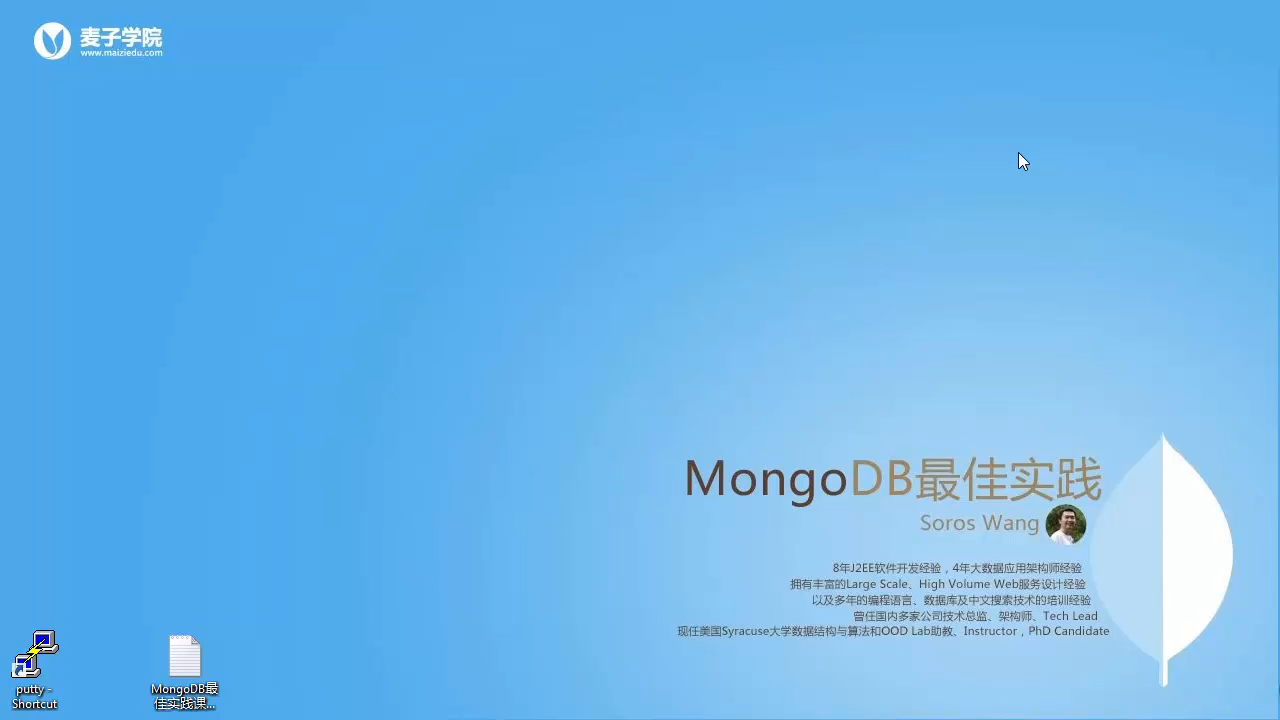 麦子学院
www.maiziedu.com
MongoDB最佳实践
Soros Wang
8年J2EE软件开发经验，4年大数据应用架构师经验
拥有丰富的Large Scale、High Volume Web服务设计经验
以及多年的编程语言、数据库及中文搜索技术的培训经验
曾任国内多家公司技术总监、架构师、Tech Lead
现任美国Syracuse大学数据结构与算法和OOD Lab助教、Instructor，PhD Candidate
putty -
Shortcut
MongoDB最
佳实践课...